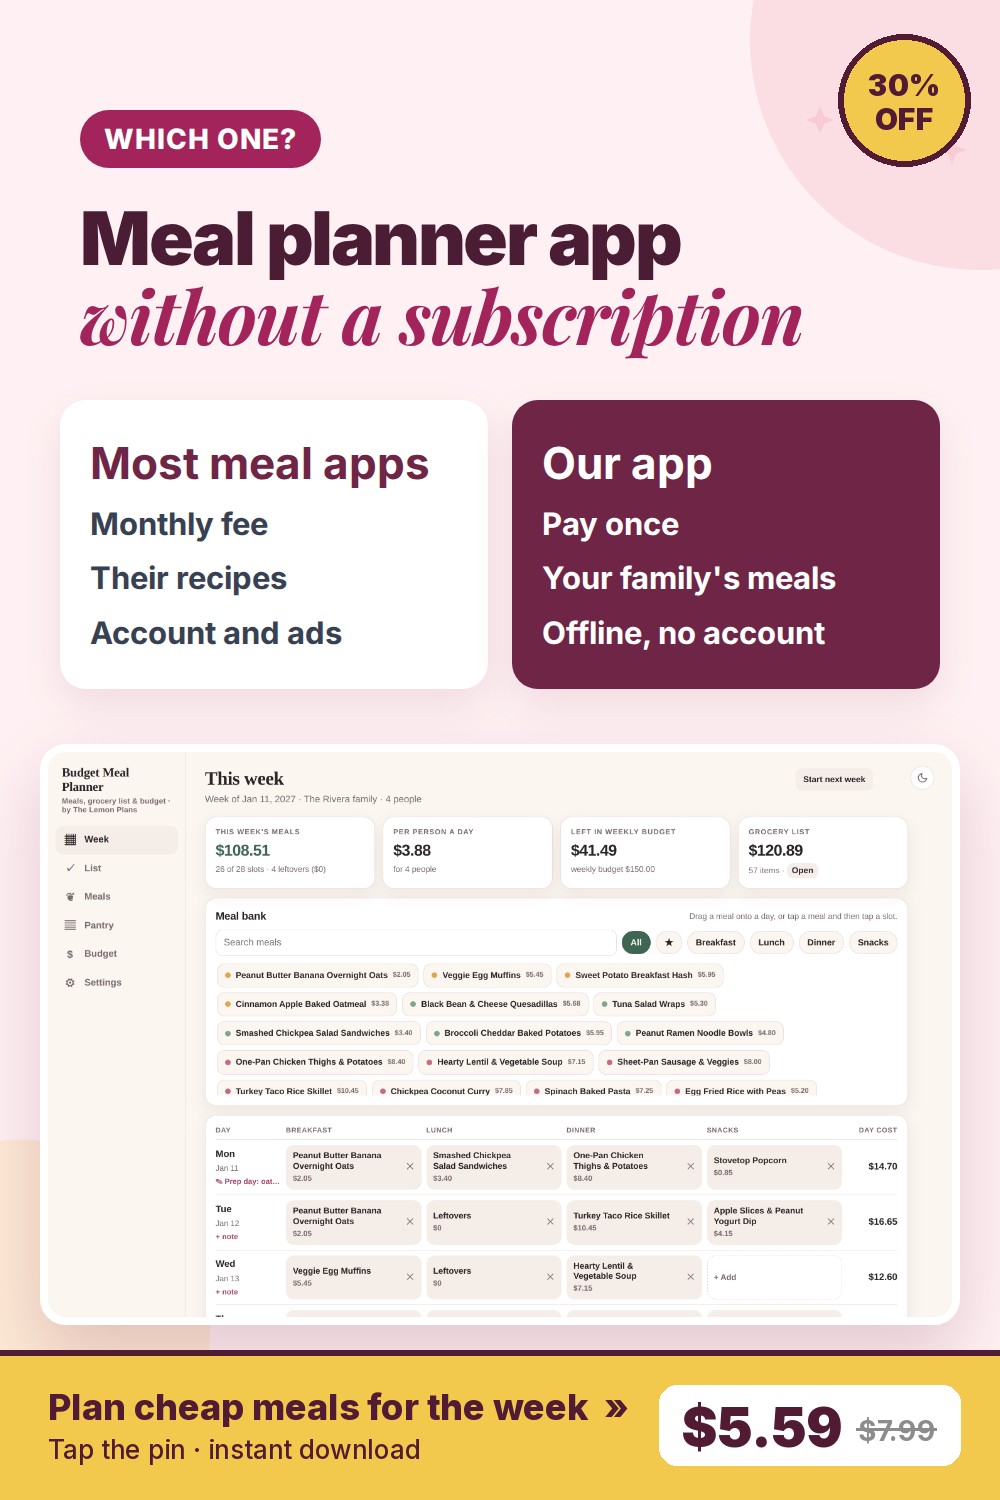 30%
OFF
WHICH ONE?
Meal planner app
without a subscription
Most meal apps
Monthly fee
Their recipes
Account and ads
Our app
Pay once
Your family's meals
Offline, no account
Budget Meal
Planner
Meals, grocery list & budget ·
by The Lemon Plans
Week
List
Meals
Pantry
Budget
Settings
This week
Week of Jan 11, 2027 · The Rivera family · 4 people
Start next week
THIS WEEK'S MEALS
$108.51
26 of 28 slots · 4 leftovers ($0)
PER PERSON A DAY
$3.88
for 4 people
LEFT IN WEEKLY BUDGET
$41.49
weekly budget $150.00
GROCERY LIST
$120.89
57 items · Open
Meal bank
Drag a meal onto a day, or tap a meal and then tap a slot.
Search meals
All ★ Breakfast Lunch Dinner Snacks
Peanut Butter Banana Overnight Oats $2.05 Veggie Egg Muffins $5.45 Sweet Potato Breakfast Hash $5.95
Cinnamon Apple Baked Oatmeal $3.38 Black Bean & Cheese Quesadillas $5.68 Tuna Salad Wraps $5.30
Smashed Chickpea Salad Sandwiches $3.40 Broccoli Cheddar Baked Potatoes $5.95 Peanut Ramen Noodle Bowls $4.80
One-Pan Chicken Thighs & Potatoes $8.40 Hearty Lentil & Vegetable Soup $7.15 Sheet-Pan Sausage & Veggies $8.00
Turkey Taco Rice Skillet $10.45 Chickpea Coconut Curry $7.85 Spinach Baked Pasta $7.25 Egg Fried Rice with Peas $5.20
DAY BREAKFAST LUNCH DINNER SNACKS DAY COST
Mon
Jan 11
✎ Prep day: oat...
Peanut Butter Banana
Overnight Oats
$2.05
Smashed Chickpea
Salad Sandwiches
$3.40
One-Pan Chicken
Thighs & Potatoes
$8.40
Stovetop Popcorn
$0.85
$14.70
Tue
Jan 12
+ note
Peanut Butter Banana
Overnight Oats
$2.05
Leftovers
$0
Turkey Taco Rice Skillet
$10.45
Apple Slices & Peanut
Yogurt Dip
$4.15
$16.65
Wed
Jan 13
+ note
Veggie Egg Muffins
$5.45
Leftovers
$0
Hearty Lentil &
Vegetable Soup
$7.15
+ Add
$12.60
Plan cheap meals for the week »
Tap the pin · instant download
$5.59 $7.99